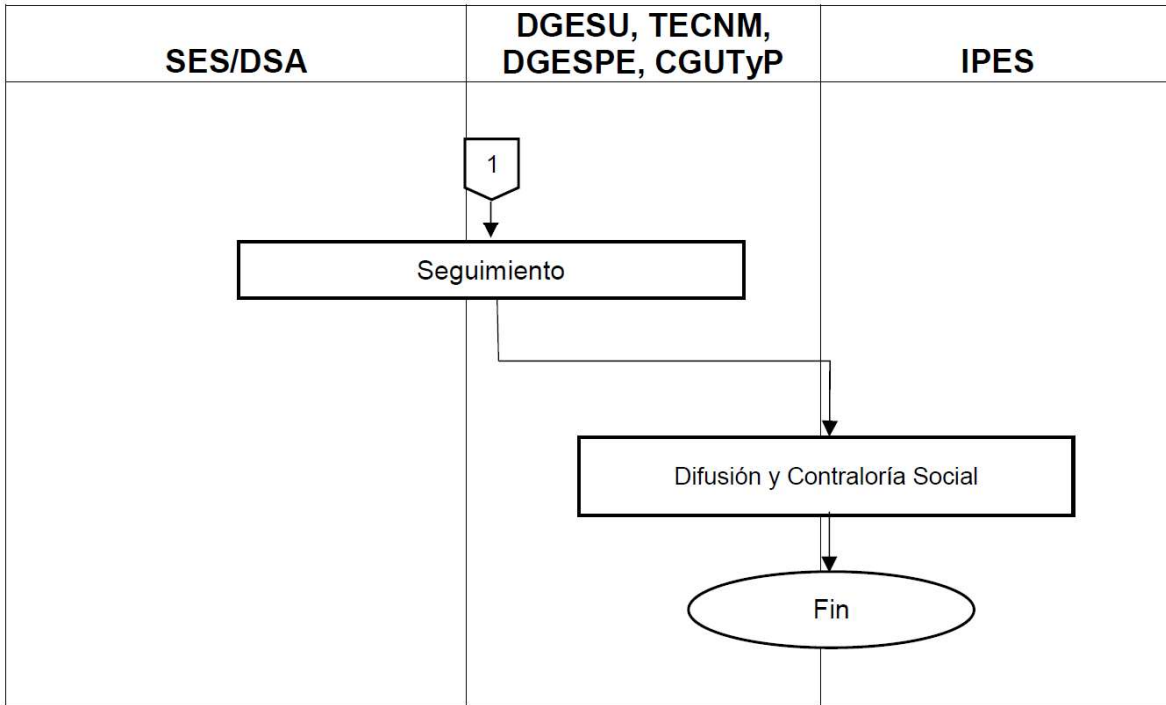 SES/DSA
DGESU, TECNM,
DGESPE, CGUTyP
IPES
1
Seguimiento
Difusión y Contraloría Social
Fin